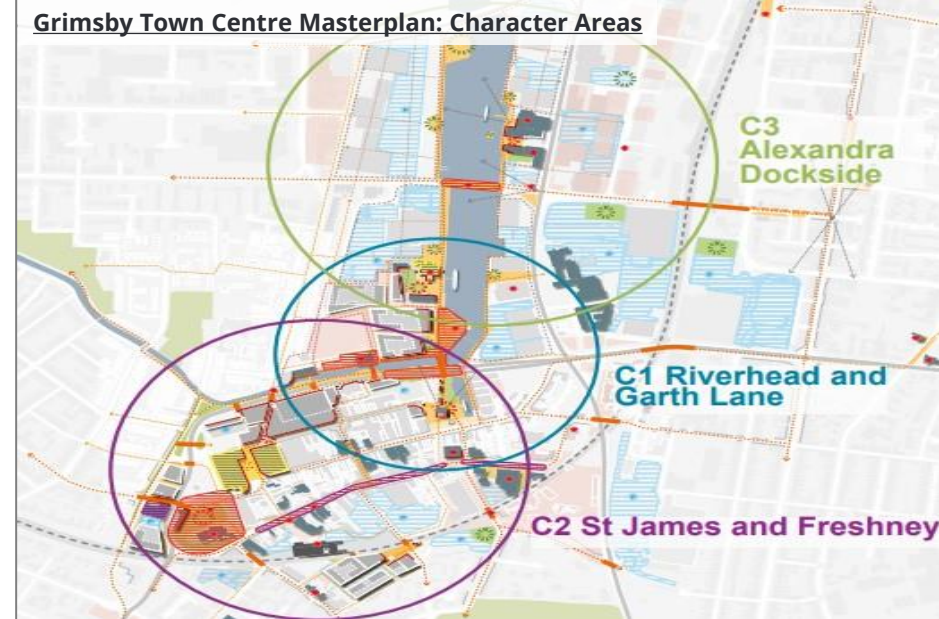 Grimsby Town Centre Masterplan: Character Areas
C3
Alexandra
Dockside
C1 Riverhead and
Garth Lane
C2 St James and Freshney